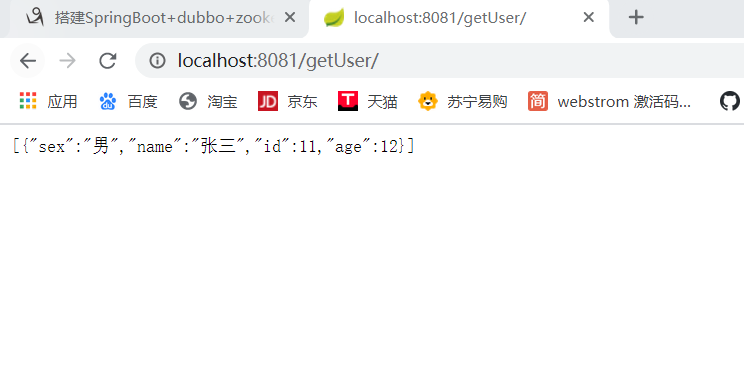 搭建SpringBoot+dubbo+zook
localhost:8081/getUser/
localhost:8081/getUser/
应用 百度 JD 京东 T 天猫 苏宁易购 简 webstrom 激活码...
[{"sex":"男","name":"张三","id":11,"age":12}]